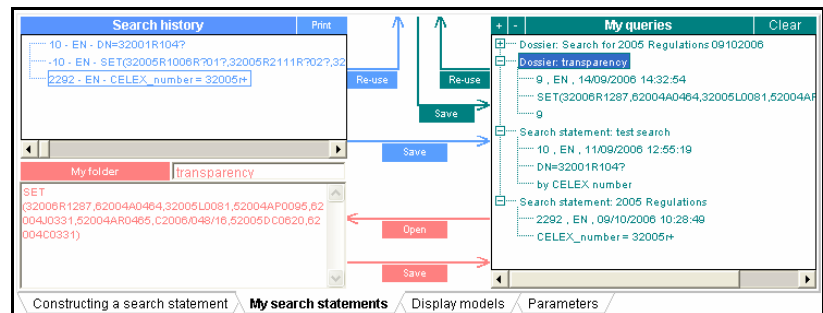 Search history
Print
10 - EN - DN=32001R104?
-10 - EN - SET(32005R1006R?01?,32005R2111R?02?,32
2292 - EN - CELEX_number = 32005r+
My folder
transparency
SET
(32006R1287,62004A0464,32005L0081,52004AP0095,62
004J0331,52004AR0465,C2006/048/16,52005DC0620,62
004C0331)
Re-use
Re-use
Save
Save
Open
Save
+ -
My queries
Clear
Dossier: Search for 2005 Regulations 09102006
Dossier: transparency
9 , EN , 14/09/2006 14:32:54
SET(32006R1287,62004A0464,32005L0081,52004AF
9
Search statement: test search
10 , EN , 11/09/2006 12:55:19
DN=32001R104?
by CELEX number
Search statement: 2005 Regulations
2292 , EN , 09/10/2006 10:28:49
CELEX_number = 32005r+
Constructing a search statement
My search statements
Display models
Parameters